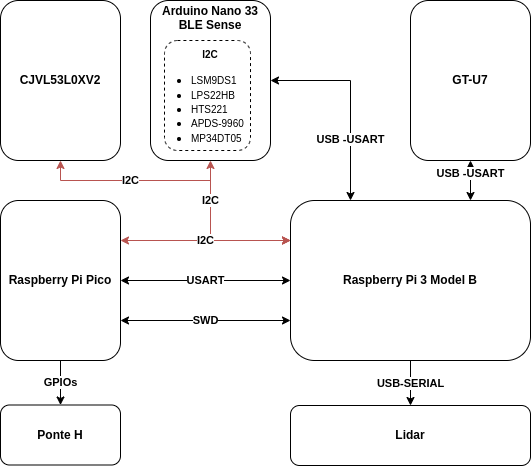 Arduino Nano 33
BLE Sense
I2C
LSM9DS1
LPS22HB
HTS221
APDS-9960
MP34DT05
CJVL53L0XV2
GT-U7
USB -USART
USB -USART
I2C
I2C
I2C
Raspberry Pi Pico
USART
Raspberry Pi 3 Model B
SWD
GPIOs
USB-SERIAL
Ponte H
Lidar